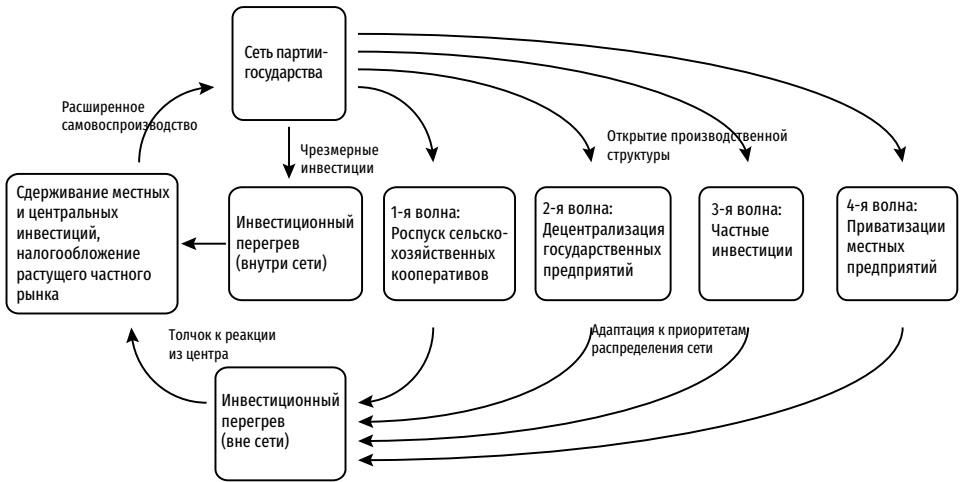 Сеть партии-
государства
Расширенное
самовоспроизводство
Чрезмерные
инвестиции
Открытие производственной
структуры
Сдерживание местных
и центральных
инвестиций,
налогообложение
растущего частного
рынка
Инвестиционный
перегрев
(внутри сети)
1-я волна:
Роспуск сельско-
хозяйственных
кооперативов
2-я волна:
Децентрализация
государственных
предприятий
3-я волна:
Частные
инвестиции
4-я волна:
Приватизации
местных
предприятий
Толчок к реакции
из центра
Адаптация к приоритетам
распределения сети
Инвестиционный
перегрев
(вне сети)